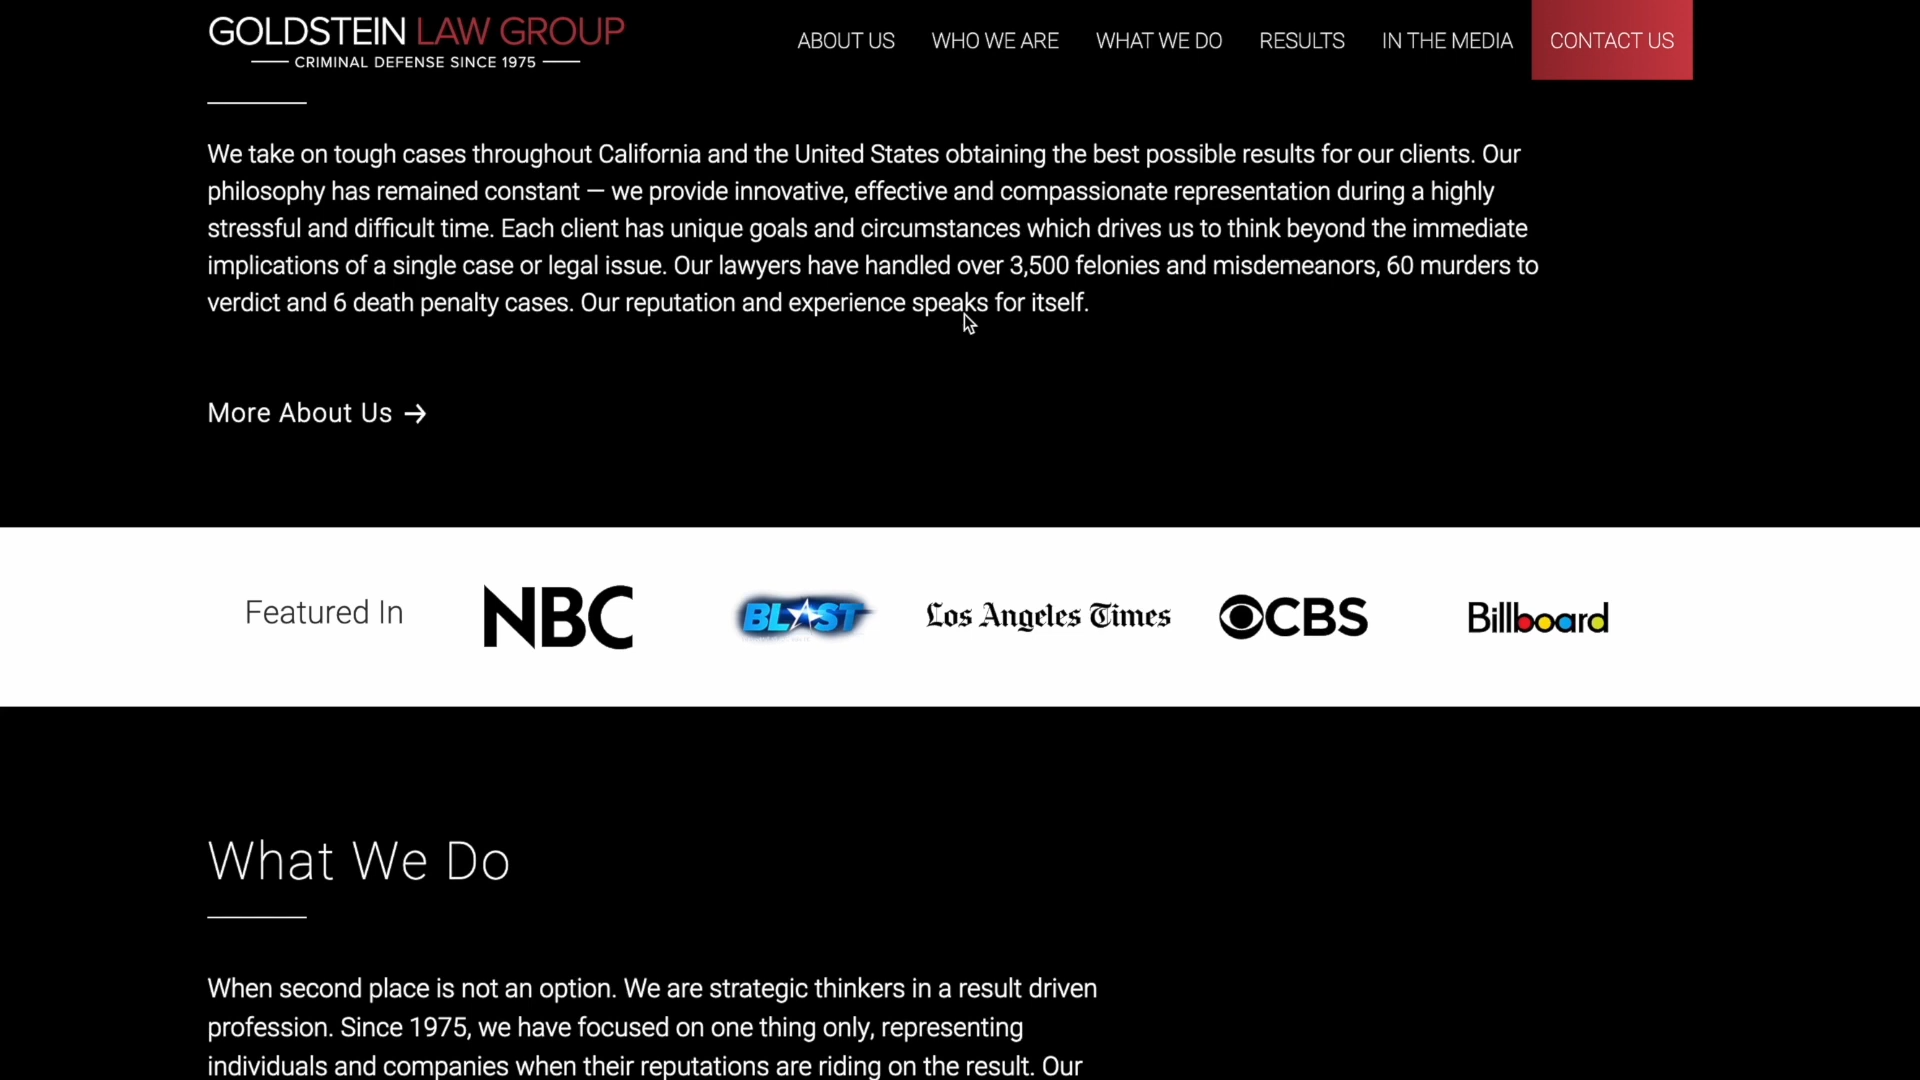 GOLDSTEIN LAW GROUP
CRIMINAL DEFENSE SINCE 1975
ABOUT US
WHO WE ARE
WHAT WE DO
RESULTS
IN THE MEDIA
CONTACT US
We take on tough cases throughout California and the United States obtaining the best possible results for our clients. Our
philosophy has remained constant — we provide innovative, effective and compassionate representation during a highly
stressful and difficult time. Each client has unique goals and circumstances which drives us to think beyond the immediate
implications of a single case or legal issue. Our lawyers have handled over 3,500 felonies and misdemeanors, 60 murders to
verdict and 6 death penalty cases. Our reputation and experience speaks for itself.
More About Us →
Featured In
NBC
BLAST
Los Angeles Times
CBS
Billboard
What We Do
When second place is not an option. We are strategic thinkers in a result driven
profession. Since 1975, we have focused on one thing only, representing
individuals and companies when their reputations are riding on the result. Our